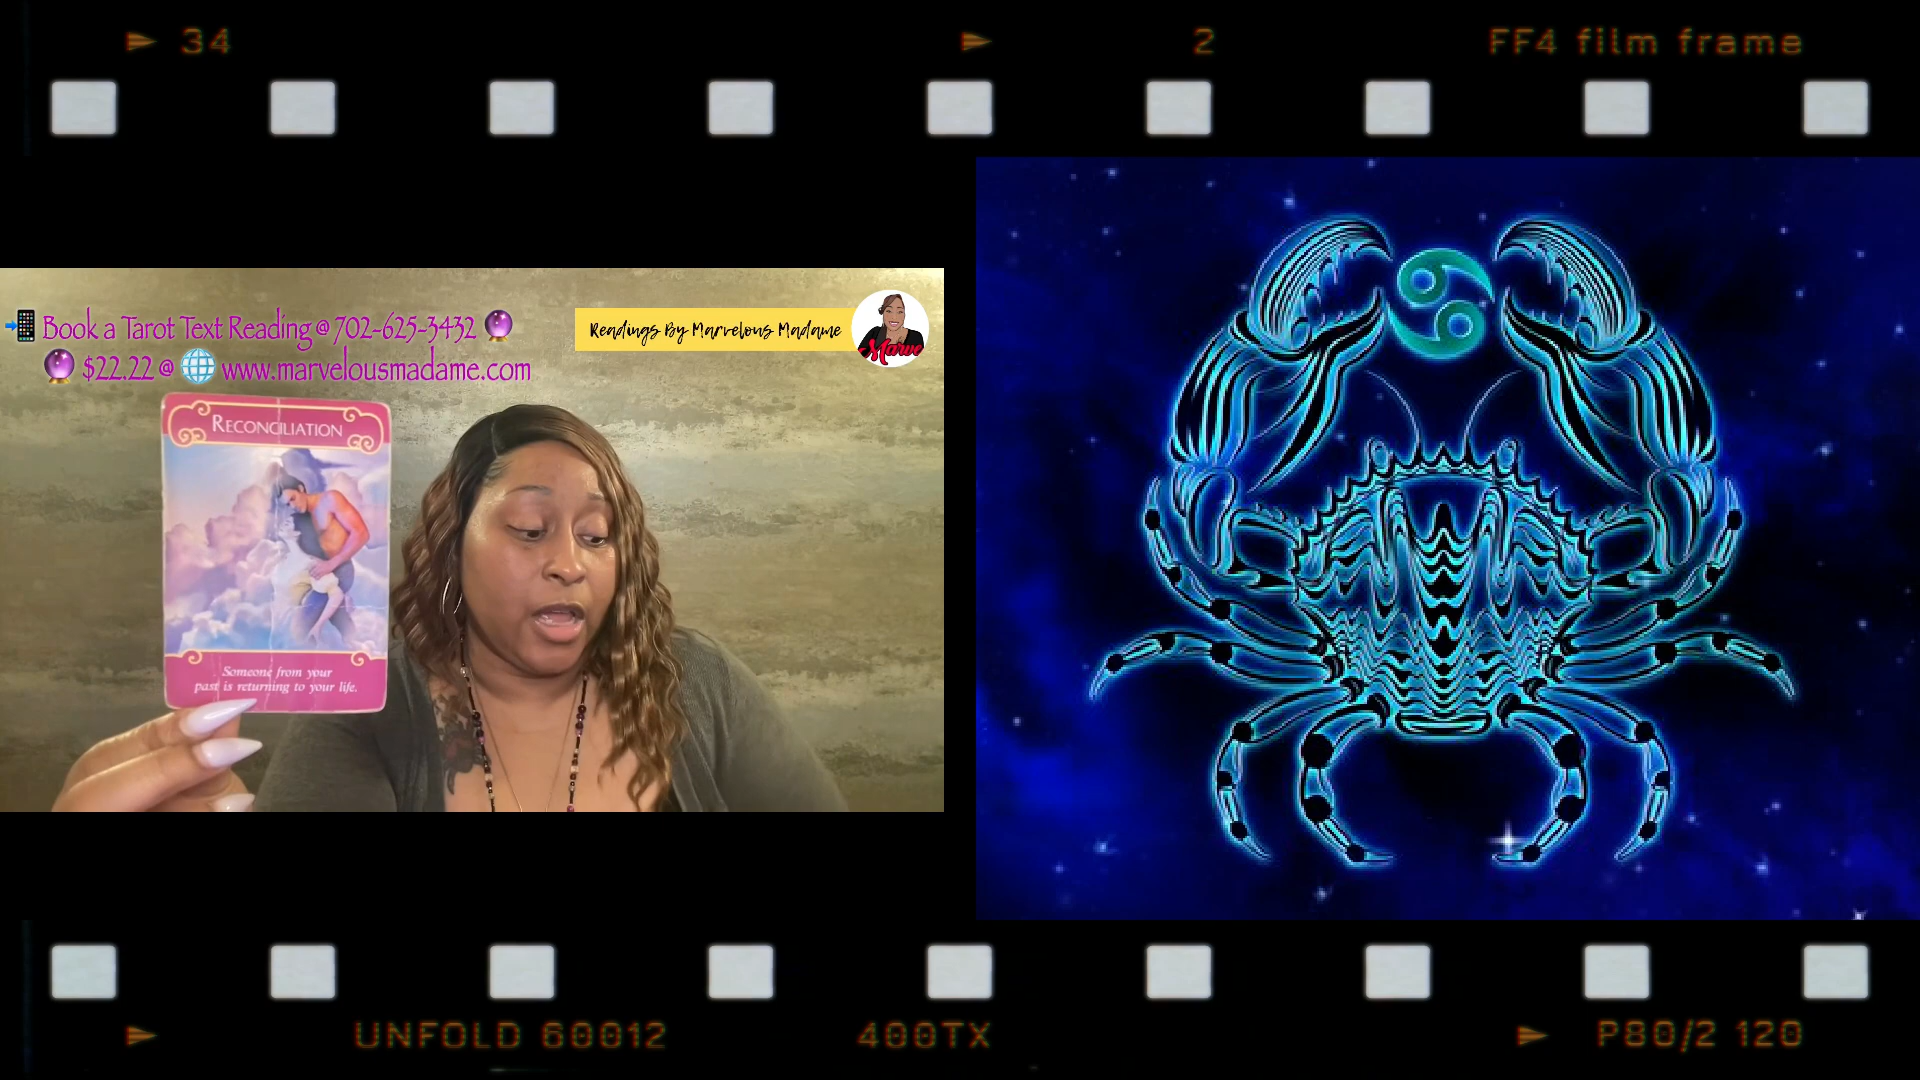 34
2
FF4 film frame
Book a Tarot Text Reading @ 702-625-3432
$22.22 @ www.marvelousmadame.com
Readings By Marvelous Madame
Marve
RECONCILIATION
Someone from your
past is returning to your life.
UNFOLD 60012
400TX
P80/2 120